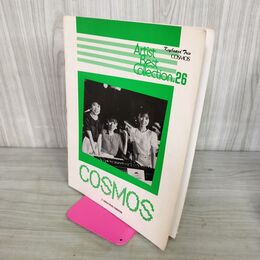 Artist
Best
Collection.26
Keyboard Trio
COSMOS
COSMOS